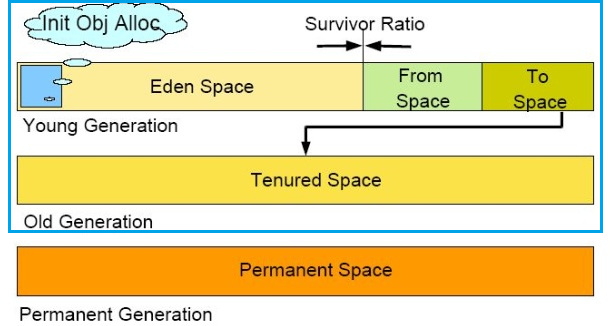 Init Obj Alloc
Survivor Ratio
Eden Space
From
Space
To
Space
Young Generation
Tenured Space
Old Generation
Permanent Space
Permanent Generation